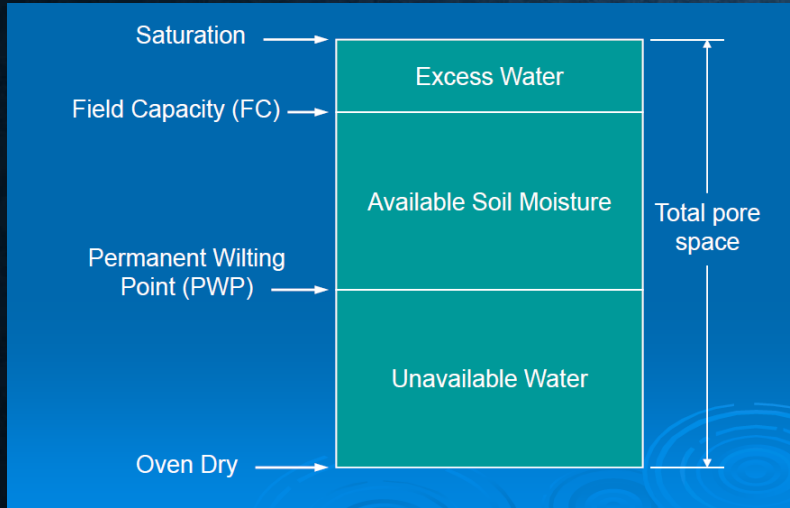 Saturation
Excess Water
Field Capacity (FC)
Available Soil Moisture
Total pore
space
Permanent Wilting
Point (PWP)
Unavailable Water
Oven Dry